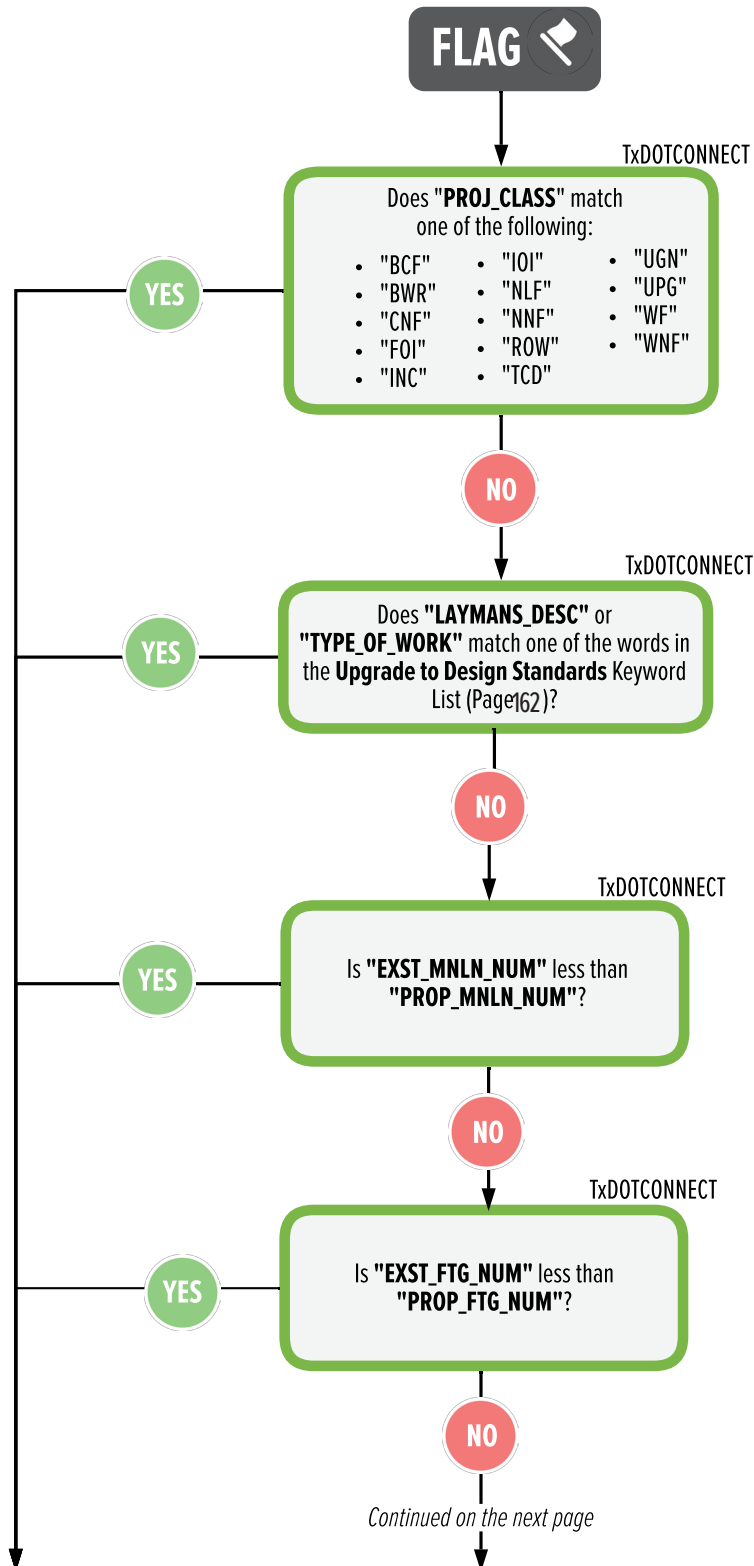 FLAG
TxDOTCONNECT
Does "PROJ_CLASS" match
one of the following:
• "BCF"
• "BWR"
• "CNF"
• "FOI"
• "INC"
• "IOI"
• "NLF"
• "NNF"
• "ROW"
• "TCD"
• "UGN"
• "UPG"
• "WF"
• "WNF"
YES
NO
TxDOTCONNECT
Does "LAYMANS_DESC" or
"TYPE_OF_WORK" match one of the words in
the Upgrade to Design Standards Keyword
List (Page162)?
YES
NO
TxDOTCONNECT
Is "EXST_MNLN_NUM" less than
"PROP_MNLN_NUM"?
YES
NO
TxDOTCONNECT
Is "EXST_FTG_NUM" less than
"PROP_FTG_NUM"?
YES
NO
Continued on the next page